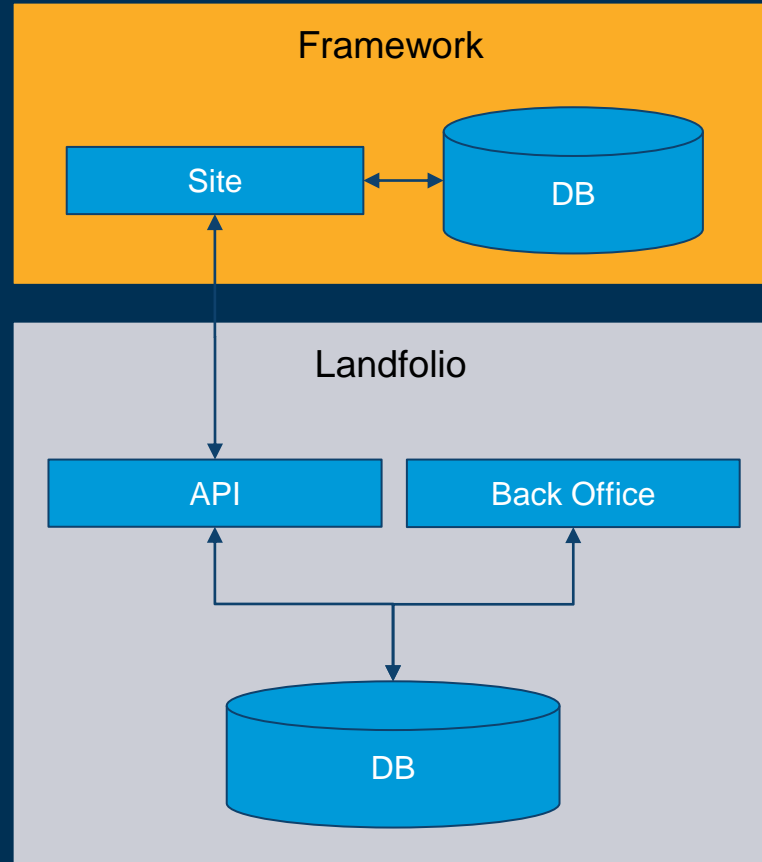 Framework
Site
DB
Landfolio
API
Back Office
DB